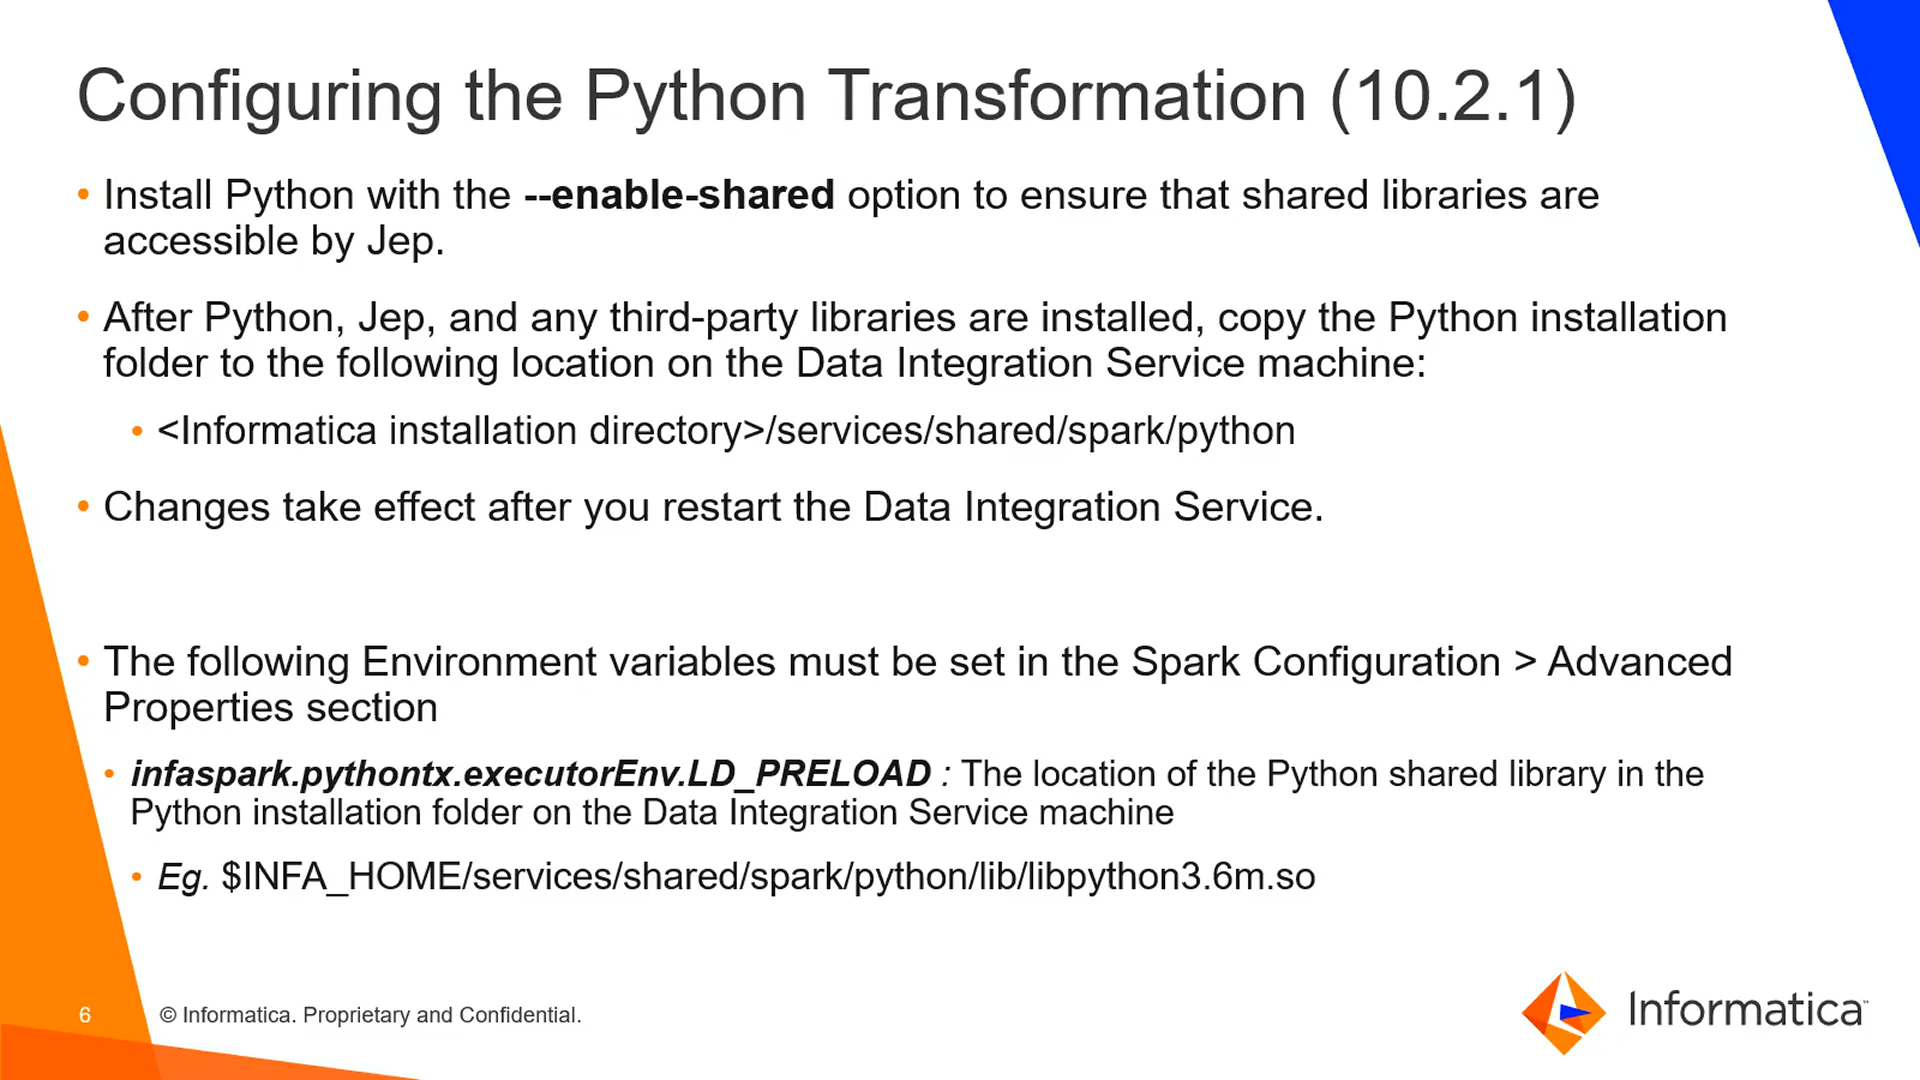 Configuring the Python Transformation (10.2.1)
• Install Python with the --enable-shared option to ensure that shared libraries are
accessible by Jep.
• After Python, Jep, and any third-party libraries are installed, copy the Python installation
folder to the following location on the Data Integration Service machine:
• <Informatica installation directory>/services/shared/spark/python
• Changes take effect after you restart the Data Integration Service.
• The following Environment variables must be set in the Spark Configuration > Advanced
Properties section
• infaspark.pythontx.executorEnv.LD_PRELOAD : The location of the Python shared library in the
Python installation folder on the Data Integration Service machine
• Eg. $INFA_HOME/services/shared/spark/python/lib/libpython3.6m.so
6
© Informatica. Proprietary and Confidential.
Informatica™